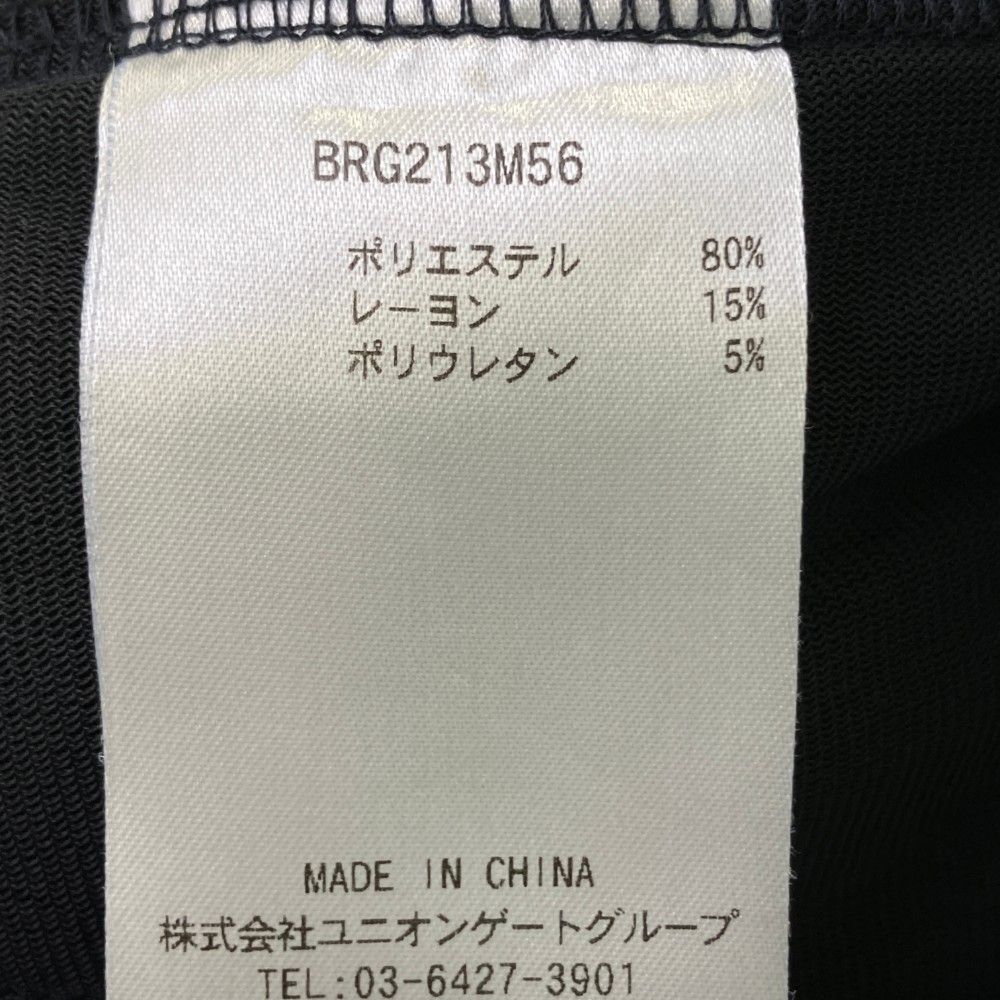 BRG213M56
ポリエステル 80%
レーヨン 15%
ポリウレタン 5%
MADE IN CHINA
株式会社ユニオンゲートグループ
TEL:03-6427-3901